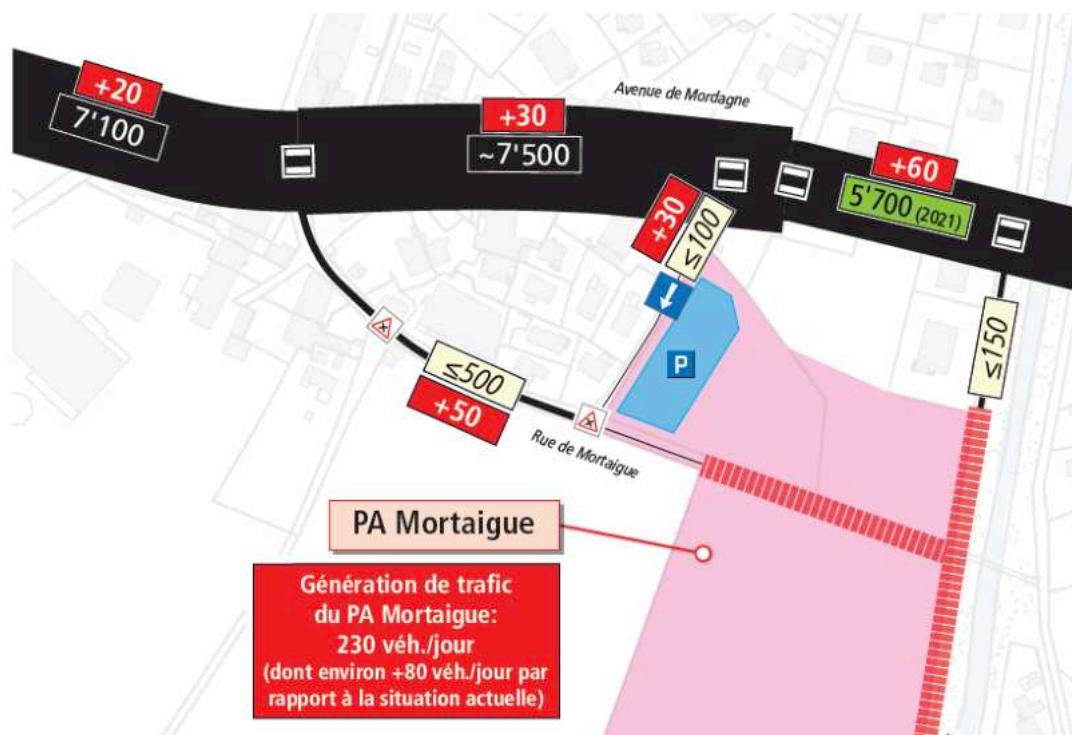 +20
7'100
+30
~7'500
Avenue de Mordagne
+60
5'700 (2021)
+30
≤100
P
≤150
≤500
+50
Rue de Mortaigue
PA Mortaigue
Génération de trafic
du PA Mortaigue:
230 véh./jour
(dont environ +80 véh./jour par
rapport à la situation actuelle)